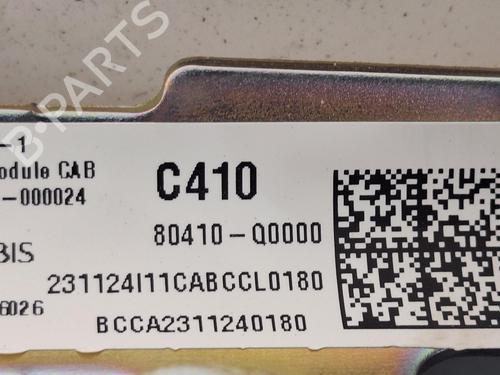 -1
odule CAB
-000024
BIS
6026
C410
80410-Q0000
231124I11CABCCL0180
BCCA2311240180
B-PARTS